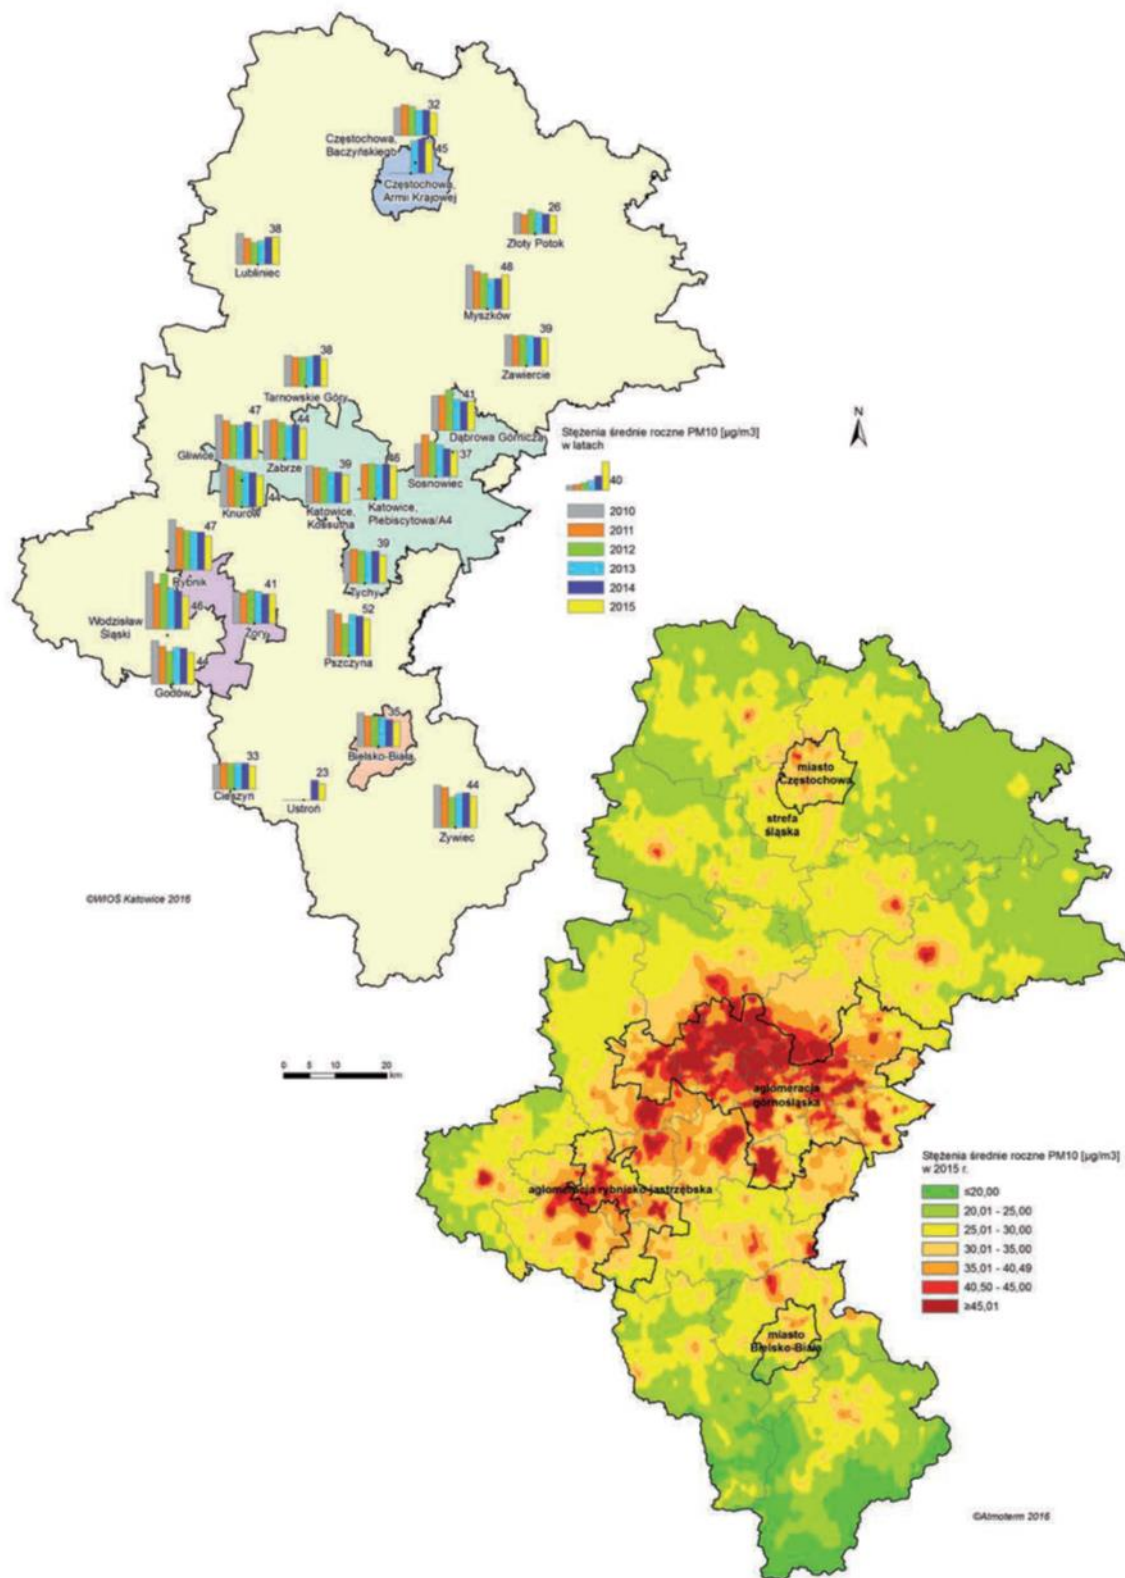 32
Częstochowa,
Baczyńskiego
45
Częstochowa,
Armii Krajowej
26
Złoty Potok
38
Lubliniec
48
Myszków
39
Zawiercie
38
Tarnowskie Góry
41
Dąbrowa Górnicza
47
Gliwice
44
Zabrze
37
Sosnowiec
44
Knurów
39
Katowice,
Kossutha
46
Katowice,
Plebiscytowa/A4
47
Rybnik
39
Tychy
46
Wodzisław
Śląski
41
Żory
52
Pszczyna
44
Godów
35
Bielsko-Biała
33
Cieszyn
23
Ustroń
44
Żywiec
©WIOŚ Katowice 2016
N
Stężenia średnie roczne PM10 [µg/m3]
w latach
40
2010
2011
2012
2013
2014
2015
0 5 10 20
km
miasto
Częstochowa
strefa
śląska
aglomeracja
górnośląska
aglomeracja rybnicko-jastrzębska
miasto
Bielsko-Biała
Stężenia średnie roczne PM10 [µg/m3]
w 2015 r.
≤20,00
20,01 - 25,00
25,01 - 30,00
30,01 - 35,00
35,01 - 40,49
40,50 - 45,00
≥45,01
©Atmoterm 2016